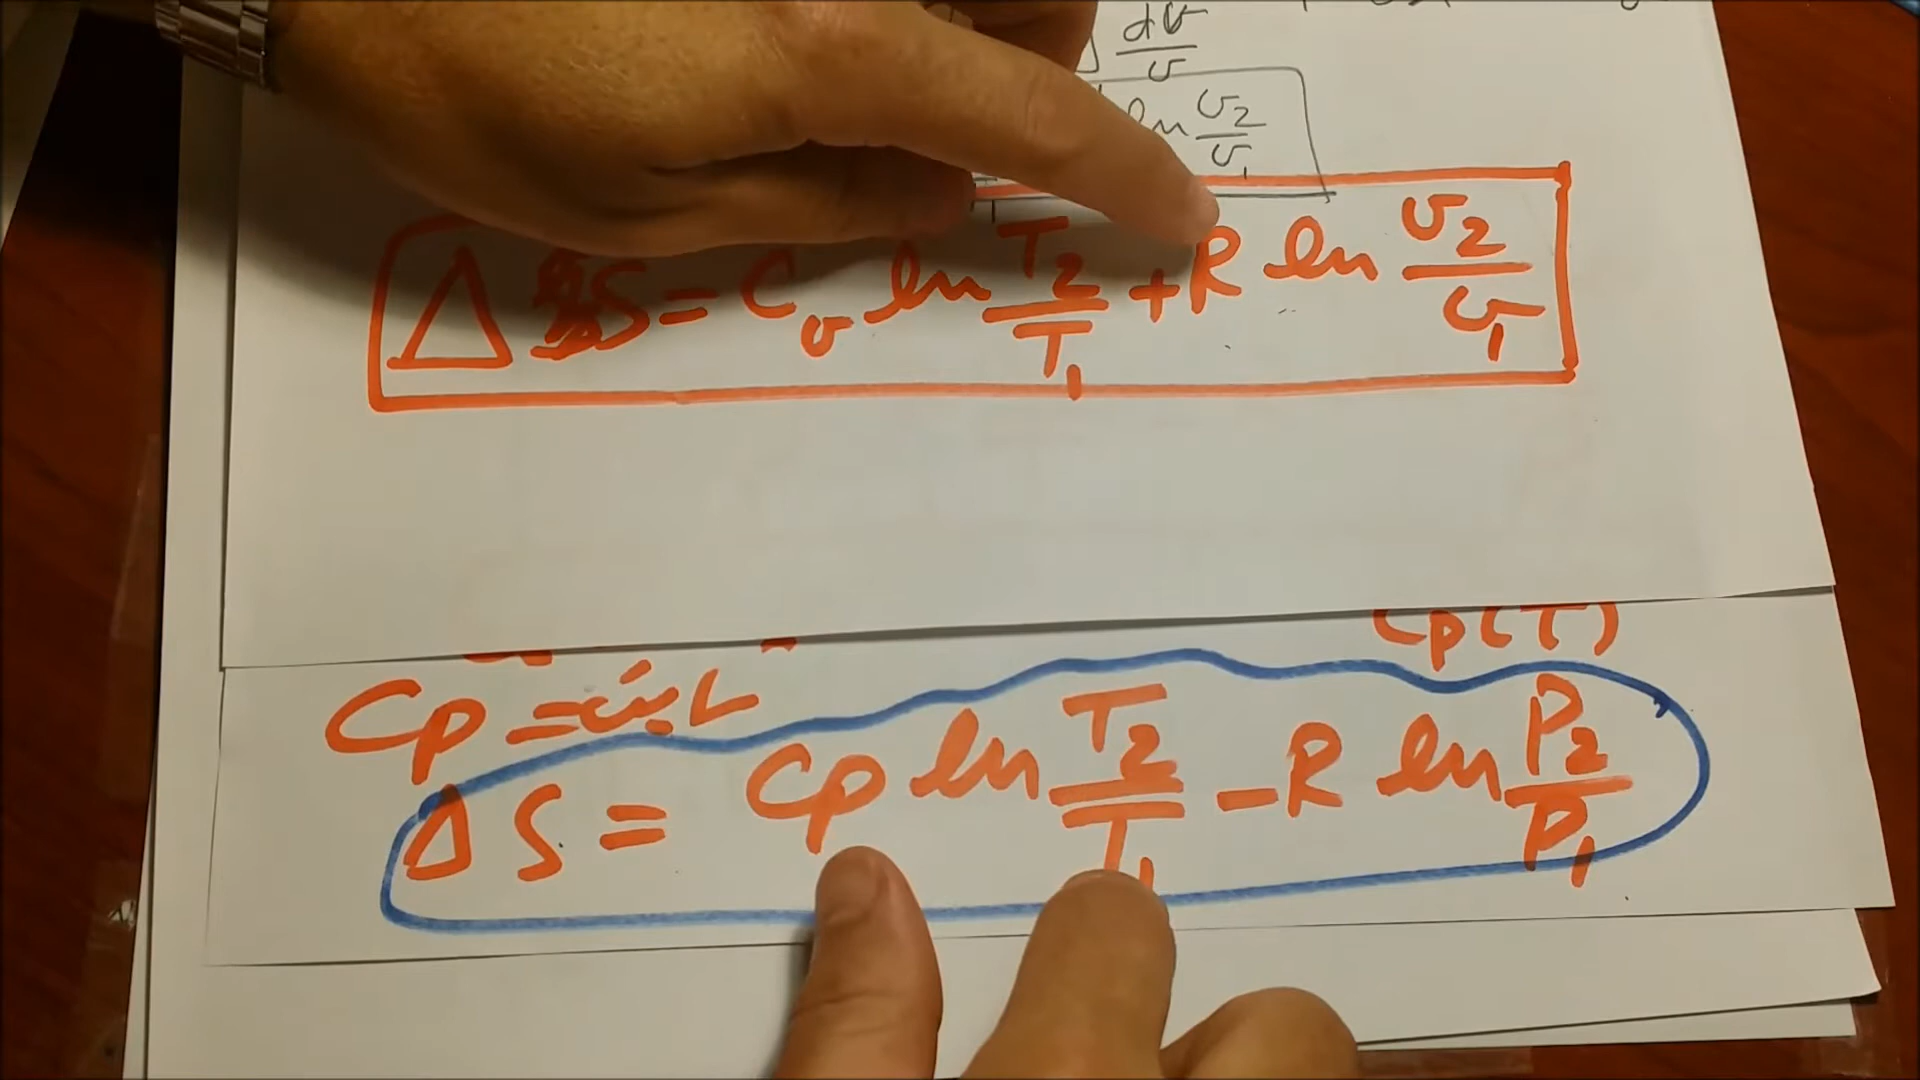 dv/v
ln v2/v1
Δ S = Cv ln T2/T1 + R ln v2/v1
Cp(T)
Cp =
ΔS = Cp ln T2/T1 - R ln P2/P1